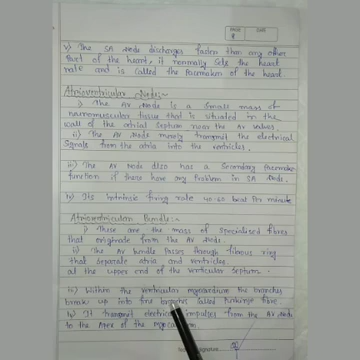 PAGE
DATE
v) The SA Node discharges faster than any other
Part of the heart, it normally sets the heart
rate and is called the Pacemaker of the heart
Atrioventricular Node:-
i) The AV Node is a small mass of
neuromuscular tissue that is situated in the
wall of the atrial septum near the AV valves.
ii) The AV Node merely transmit the electrical
Signals from the atria into the ventricles.
iii) The AV Node also has a Secondary Pacemaker
function if there have any Problem in SA Node.
iv) Its intrinsic firing rate 40-60 beat Per minute
Atrioventricular Bundle:-
i) These are the mass of Specialised fibres
that originate from the AV Node.
ii) The AV bundle Passes through fibrous ring
that Separate atria and ventricles.
at the upper end of the ventricular Septum.
iii) Within the ventricular myocardium the branches
break up into fine branches called Purkinje fibre.
iv) It transmit electrical impulses from the AV Node
to the Apex of the myocardium.
Signature